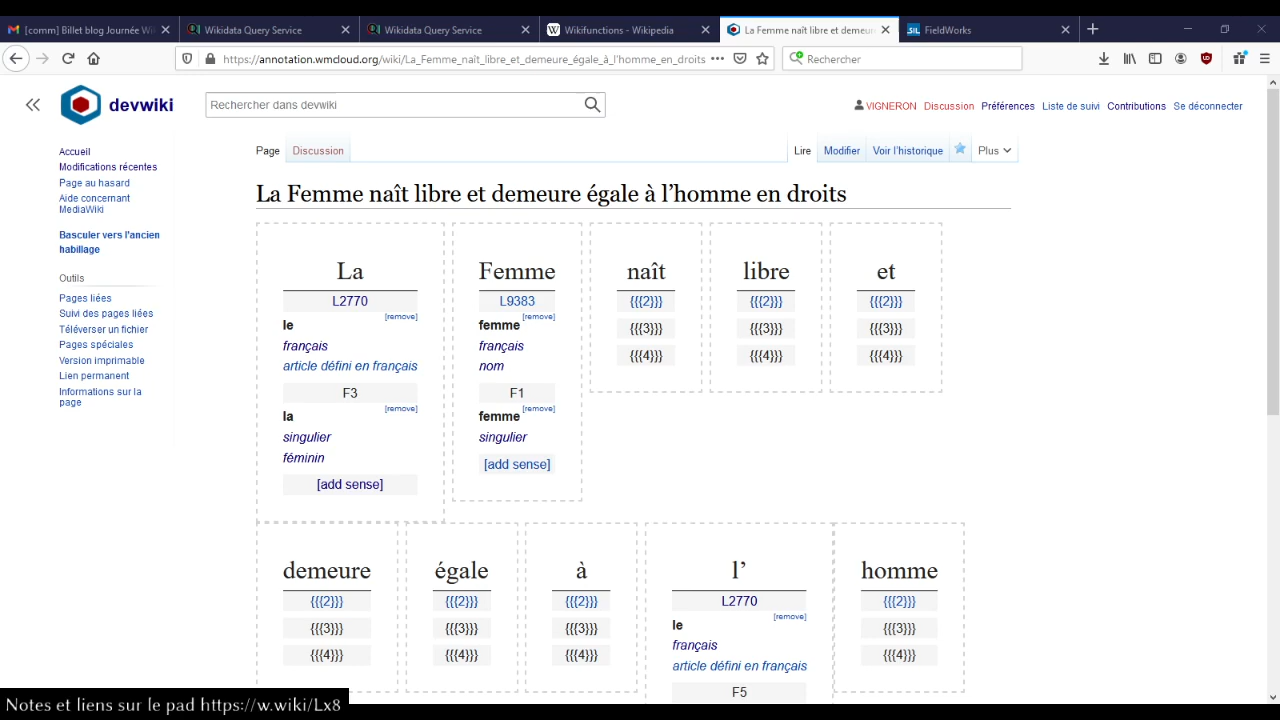 [comm] Billet blog Journée Wi
Wikidata Query Service
Wikidata Query Service
Wikifunctions - Wikipedia
La Femme naît libre et demeur
FieldWorks
https://annotation.wmcloud.org/wiki/La_Femme_naît_libre_et_demeure_égale_à_l'homme_en_droits
Rechercher
devwiki
Rechercher dans devwiki
VIGNERON Discussion Préférences Liste de suivi Contributions Se déconnecter
Accueil
Modifications récentes
Page au hasard
Aide concernant
MediaWiki
Basculer vers l'ancien
habillage
Outils
Pages liées
Suivi des pages liées
Téléverser un fichier
Pages spéciales
Version imprimable
Lien permanent
Informations sur la
page
Page Discussion
Lire Modifier Voir l'historique Plus
La Femme naît libre et demeure égale à l’homme en droits
La
L2770
[remove]
le
français
article défini en français
F3
[remove]
la
singulier
féminin
[add sense]
Femme
L9383
[remove]
femme
français
nom
F1
[remove]
femme
singulier
[add sense]
naît
{{{2}}}
{{{3}}}
{{{4}}}
libre
{{{2}}}
{{{3}}}
{{{4}}}
et
{{{2}}}
{{{3}}}
{{{4}}}
demeure
{{{2}}}
{{{3}}}
{{{4}}}
égale
{{{2}}}
{{{3}}}
{{{4}}}
à
{{{2}}}
{{{3}}}
{{{4}}}
l’
L2770
[remove]
le
français
article défini en français
F5
homme
{{{2}}}
{{{3}}}
{{{4}}}
Notes et liens sur le pad https://w.wiki/Lx8